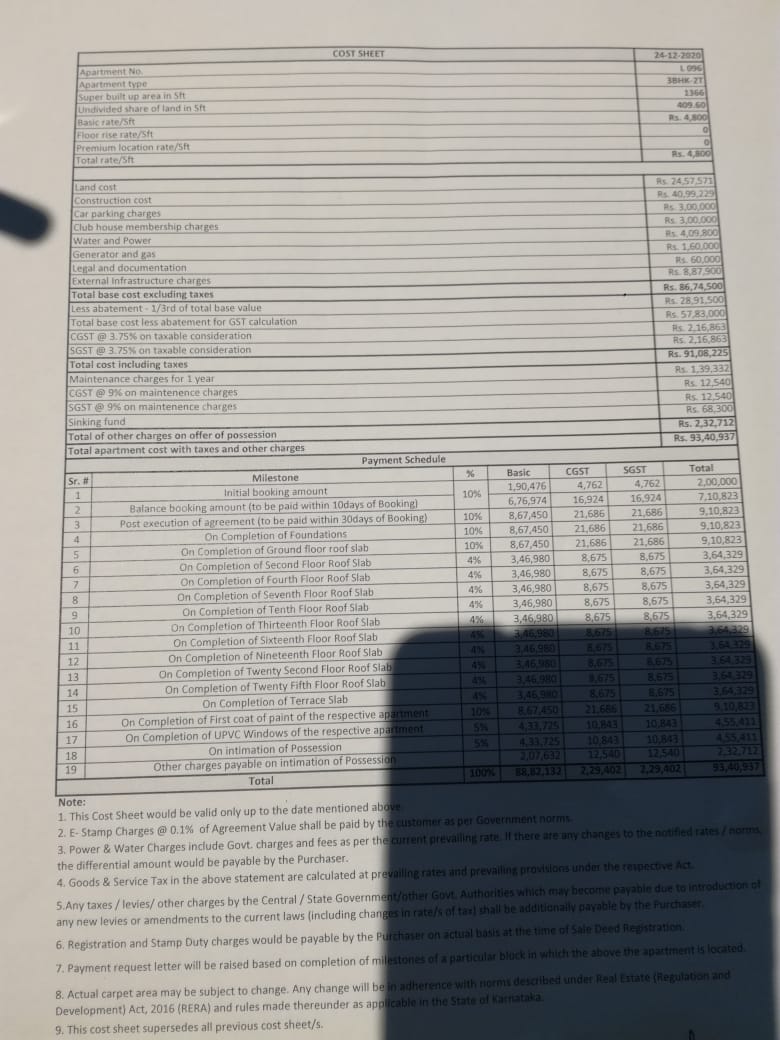 COST SHEET 24-12-2020
Apartment No. L 096
Apartment type 3BHK-2T
Super built up area in Sft 1366
Undivided share of land in Sft 409.60
Basic rate/Sft Rs. 4,800
Floor rise rate/Sft 0
Premium location rate/Sft 0
Total rate/Sft Rs. 4,800
Land cost Rs. 24,57,571
Construction cost Rs. 40,99,229
Car parking charges Rs. 3,00,000
Club house membership charges Rs. 3,00,000
Water and Power Rs. 4,09,800
Generator and gas Rs. 1,60,000
Legal and documentation Rs. 60,000
External Infrastructure charges Rs. 8,87,900
Total base cost excluding taxes Rs. 86,74,500
Less abatement - 1/3rd of total base value Rs. 28,91,500
Total base cost less abatement for GST calculation Rs. 57,83,000
CGST @ 3.75% on taxable consideration Rs. 2,16,863
SGST @ 3.75% on taxable consideration Rs. 2,16,863
Total cost including taxes Rs. 91,08,225
Maintenance charges for 1 year Rs. 1,39,332
CGST @ 9% on maintenence charges Rs. 12,540
SGST @ 9% on maintenence charges Rs. 12,540
Sinking fund Rs. 68,300
Total of other charges on offer of possession Rs. 2,32,712
Total apartment cost with taxes and other charges Rs. 93,40,937
Payment Schedule
Sr. # Milestone % Basic CGST SGST Total
1 Initial booking amount 10% 1,90,476 4,762 4,762 2,00,000
2 Balance booking amount (to be paid within 10days of Booking) 6,76,974 16,924 16,924 7,10,823
3 Post execution of agreement (to be paid within 30days of Booking) 10% 8,67,450 21,686 21,686 9,10,823
4 On Completion of Foundations 10% 8,67,450 21,686 21,686 9,10,823
5 On Completion of Ground floor roof slab 10% 8,67,450 21,686 21,686 9,10,823
6 On Completion of Second Floor Roof Slab 4% 3,46,980 8,675 8,675 3,64,329
7 On Completion of Fourth Floor Roof Slab 4% 3,46,980 8,675 8,675 3,64,329
8 On Completion of Seventh Floor Roof Slab 4% 3,46,980 8,675 8,675 3,64,329
9 On Completion of Tenth Floor Roof Slab 4% 3,46,980 8,675 8,675 3,64,329
10 On Completion of Thirteenth Floor Roof Slab 4% 3,46,980 8,675 8,675 3,64,329
11 On Completion of Sixteenth Floor Roof Slab 4% 3,46,980 8,675 8,675 3,64,329
12 On Completion of Nineteenth Floor Roof Slab 4% 3,46,980 8,675 8,675 3,64,329
13 On Completion of Twenty Second Floor Roof Slab 4% 3,46,980 8,675 8,675 3,64,329
14 On Completion of Twenty Fifth Floor Roof Slab 4% 3,46,980 8,675 8,675 3,64,329
15 On Completion of Terrace Slab 4% 3,46,980 8,675 8,675 3,64,329
16 On Completion of First coat of paint of the respective apartment 10% 8,67,450 21,686 21,686 9,10,823
17 On Completion of UPVC Windows of the respective apartment 5% 4,33,725 10,843 10,843 4,55,411
18 On intimation of Possession 5% 4,33,725 10,843 10,843 4,55,411
19 Other charges payable on intimation of Possession 2,07,632 12,540 12,540 2,32,712
Total 100% 88,82,132 2,29,402 2,29,402 93,40,937
Note:
1. This Cost Sheet would be valid only up to the date mentioned above.
2. E- Stamp Charges @ 0.1% of Agreement Value shall be paid by the customer as per Government norms.
3. Power & Water Charges include Govt. charges and fees as per the current prevailing rate. If there are any changes to the notified rates / norms,
the differential amount would be payable by the Purchaser.
4. Goods & Service Tax in the above statement are calculated at prevailing rates and prevailing provisions under the respective Act.
5.Any taxes / levies/ other charges by the Central / State Government/other Govt. Authorities which may become payable due to introduction of
any new levies or amendments to the current laws (including changes in rate/s of tax) shall be additionally payable by the Purchaser.
6. Registration and Stamp Duty charges would be payable by the Purchaser on actual basis at the time of Sale Deed Registration.
7. Payment request letter will be raised based on completion of milestones of a particular block in which the above the apartment is located.
8. Actual carpet area may be subject to change. Any change will be in adherence with norms described under Real Estate (Regulation and
Development) Act, 2016 (RERA) and rules made thereunder as applicable in the State of Karnataka.
9. This cost sheet supersedes all previous cost sheet/s.